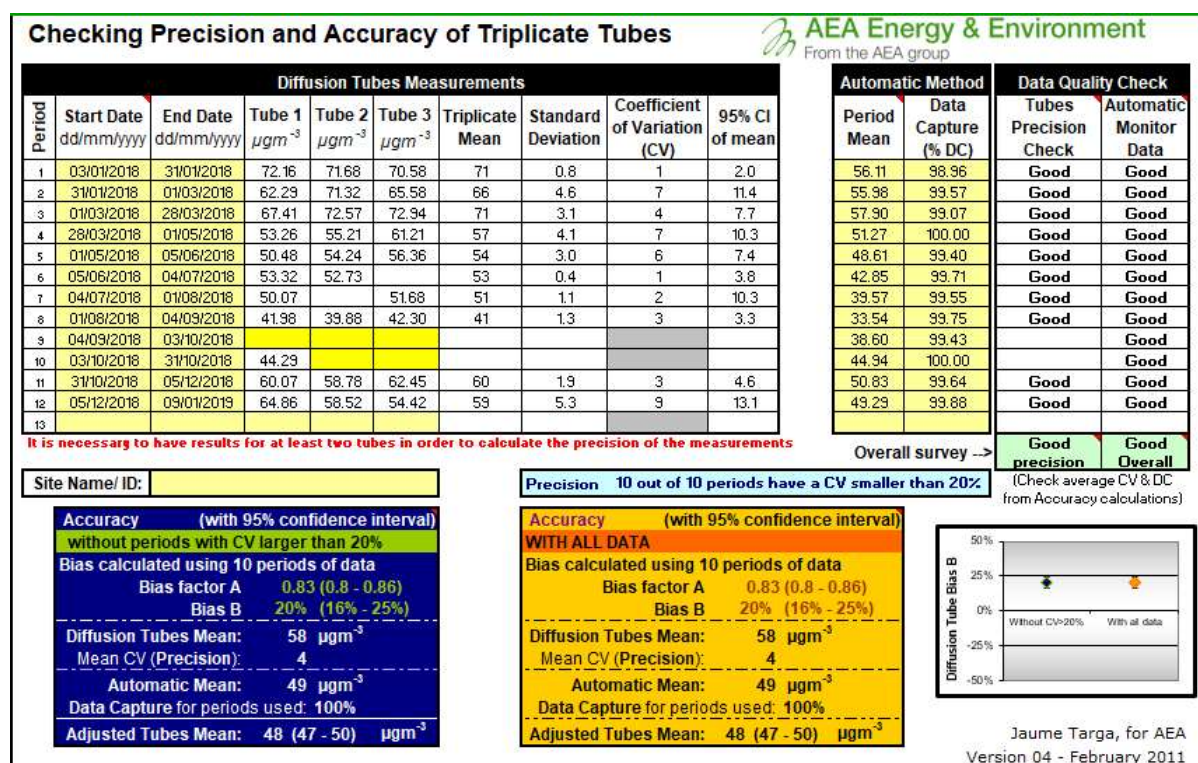 Checking Precision and Accuracy of Triplicate Tubes
AEA Energy & Environment
From the AEA group
Diffusion Tubes Measurements
Automatic Method
Data Quality Check
Period Start Date dd/mm/yyyy End Date dd/mm/yyyy Tube 1 µgm⁻³ Tube 2 µgm⁻³ Tube 3 µgm⁻³ Triplicate Mean Standard Deviation Coefficient of Variation (CV) 95% CI of mean Period Mean Data Capture (% DC) Tubes Precision Check Automatic Monitor Data
1 03/01/2018 31/01/2018 72.16 71.68 70.58 71 0.8 1 2.0 56.11 98.96 Good Good
2 31/01/2018 01/03/2018 62.29 71.32 65.58 66 4.6 7 11.4 55.98 99.57 Good Good
3 01/03/2018 28/03/2018 67.41 72.57 72.94 71 3.1 4 7.7 57.90 99.07 Good Good
4 28/03/2018 01/05/2018 53.26 55.21 61.21 57 4.1 7 10.3 51.27 100.00 Good Good
5 01/05/2018 05/06/2018 50.48 54.24 56.36 54 3.0 6 7.4 48.61 99.40 Good Good
6 05/06/2018 04/07/2018 53.32 52.73 53 0.4 1 3.8 42.85 99.71 Good Good
7 04/07/2018 01/08/2018 50.07 51.68 51 1.1 2 10.3 39.57 99.55 Good Good
8 01/08/2018 04/09/2018 41.98 39.88 42.30 41 1.3 3 3.3 33.54 99.75 Good Good
9 04/09/2018 03/10/2018 38.60 99.43 Good
10 03/10/2018 31/10/2018 44.29 44.94 100.00 Good
11 31/10/2018 05/12/2018 60.07 58.78 62.45 60 1.9 3 4.6 50.83 99.64 Good Good
12 05/12/2018 09/01/2019 64.86 58.52 54.42 59 5.3 9 13.1 49.29 99.88 Good Good
13
It is necessary to have results for at least two tubes in order to calculate the precision of the measurements
Overall survey -->
Good precision
Good Overall
(Check average CV & DC
from Accuracy calculations)
Site Name/ ID:
Precision 10 out of 10 periods have a CV smaller than 20%
Accuracy (with 95% confidence interval)
without periods with CV larger than 20%
Bias calculated using 10 periods of data
Bias factor A 0.83 (0.8 - 0.86)
Bias B 20% (16% - 25%)
Diffusion Tubes Mean: 58 µgm⁻³
Mean CV (Precision): 4
Automatic Mean: 49 µgm⁻³
Data Capture for periods used: 100%
Adjusted Tubes Mean: 48 (47 - 50) µgm⁻³
Accuracy (with 95% confidence interval)
WITH ALL DATA
Bias calculated using 10 periods of data
Bias factor A 0.83 (0.8 - 0.86)
Bias B 20% (16% - 25%)
Diffusion Tubes Mean: 58 µgm⁻³
Mean CV (Precision): 4
Automatic Mean: 49 µgm⁻³
Data Capture for periods used: 100%
Adjusted Tubes Mean: 48 (47 - 50) µgm⁻³
Diffusion Tube Bias B
50%
25%
0%
-25%
-50%
Without CV>20%
With all data
Jaume Targa, for AEA
Version 04 - February 2011